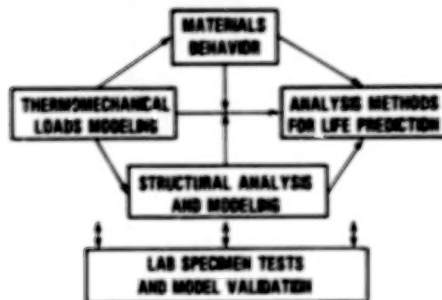 MATERIALS
BEHAVIOR
THERMOMECHANICAL
LOADS MODELING
ANALYSIS METHODS
FOR LIFE PREDICTION
STRUCTURAL ANALYSIS
AND MODELING
LAB SPECIMEN TESTS
AND MODEL VALIDATION